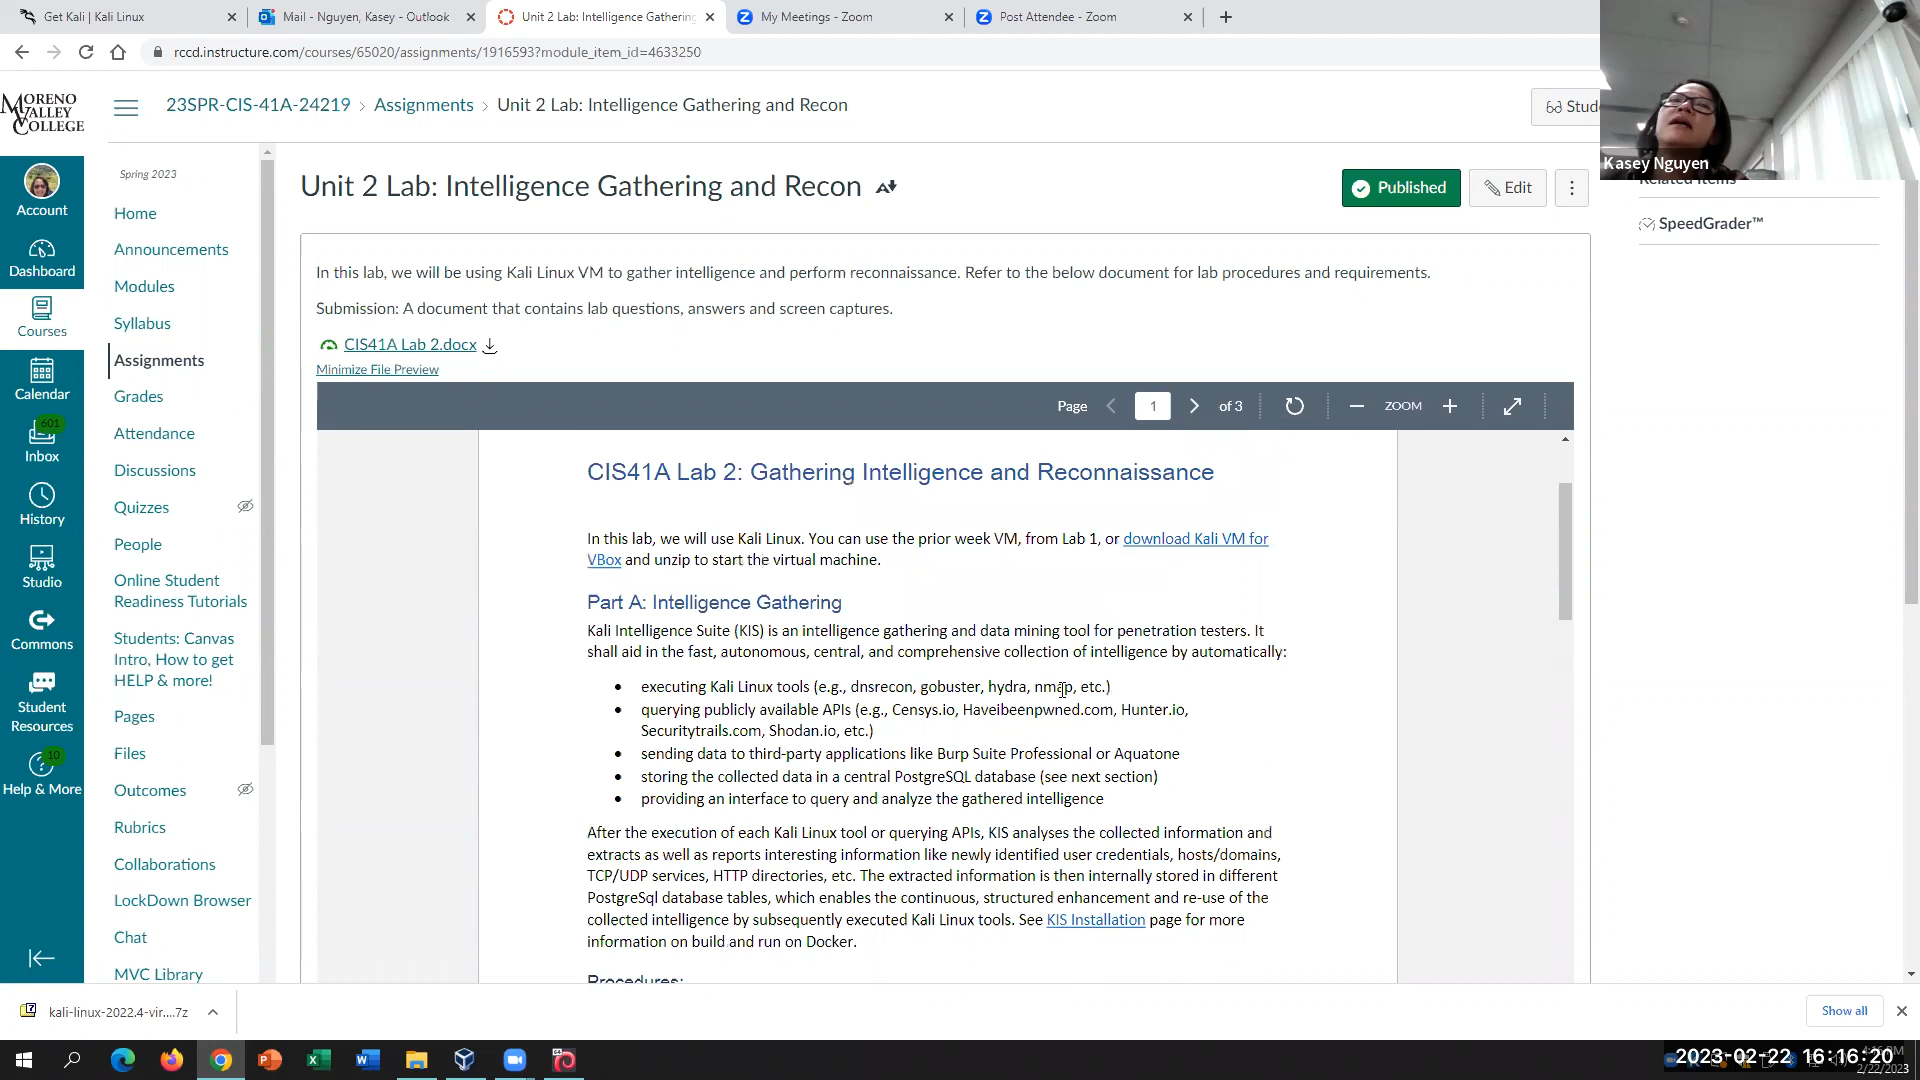 Get Kali | Kali Linux
Mail - Nguyen, Kasey - Outlook
Unit 2 Lab: Intelligence Gathering
My Meetings - Zoom
Post Attendee - Zoom
rccd.instructure.com/courses/65020/assignments/1916593?module_item_id=4633250
MORENO VALLEY COLLEGE
23SPR-CIS-41A-24219 > Assignments > Unit 2 Lab: Intelligence Gathering and Recon
Kasey Nguyen
Account
Dashboard
Courses
Calendar
601
Inbox
History
Studio
Commons
Student Resources
10
Help & More
Spring 2023
Home
Announcements
Modules
Syllabus
Assignments
Grades
Attendance
Discussions
Quizzes
People
Online Student
Readiness Tutorials
Students: Canvas
Intro, How to get
HELP & more!
Pages
Files
Outcomes
Rubrics
Collaborations
LockDown Browser
Chat
MVC Library
Unit 2 Lab: Intelligence Gathering and Recon
Published
Edit
Related Items
SpeedGrader™
In this lab, we will be using Kali Linux VM to gather intelligence and perform reconnaissance. Refer to the below document for lab procedures and requirements.
Submission: A document that contains lab questions, answers and screen captures.
CIS41A Lab 2.docx
Minimize File Preview
Page 1 of 3 ZOOM
CIS41A Lab 2: Gathering Intelligence and Reconnaissance
In this lab, we will use Kali Linux. You can use the prior week VM, from Lab 1, or download Kali VM for
VBox and unzip to start the virtual machine.
Part A: Intelligence Gathering
Kali Intelligence Suite (KIS) is an intelligence gathering and data mining tool for penetration testers. It
shall aid in the fast, autonomous, central, and comprehensive collection of intelligence by automatically:
• executing Kali Linux tools (e.g., dnsrecon, gobuster, hydra, nmap, etc.)
• querying publicly available APIs (e.g., Censys.io, Haveibeenpwned.com, Hunter.io,
Securitytrails.com, Shodan.io, etc.)
• sending data to third-party applications like Burp Suite Professional or Aquatone
• storing the collected data in a central PostgreSQL database (see next section)
• providing an interface to query and analyze the gathered intelligence
After the execution of each Kali Linux tool or querying APIs, KIS analyses the collected information and
extracts as well as reports interesting information like newly identified user credentials, hosts/domains,
TCP/UDP services, HTTP directories, etc. The extracted information is then internally stored in different
PostgreSql database tables, which enables the continuous, structured enhancement and re-use of the
collected intelligence by subsequently executed Kali Linux tools. See KIS Installation page for more
information on build and run on Docker.
Procedures:
kali-linux-2022.4-vir....7z
Show all
2023-02-22 16:16:20
2/22/2023